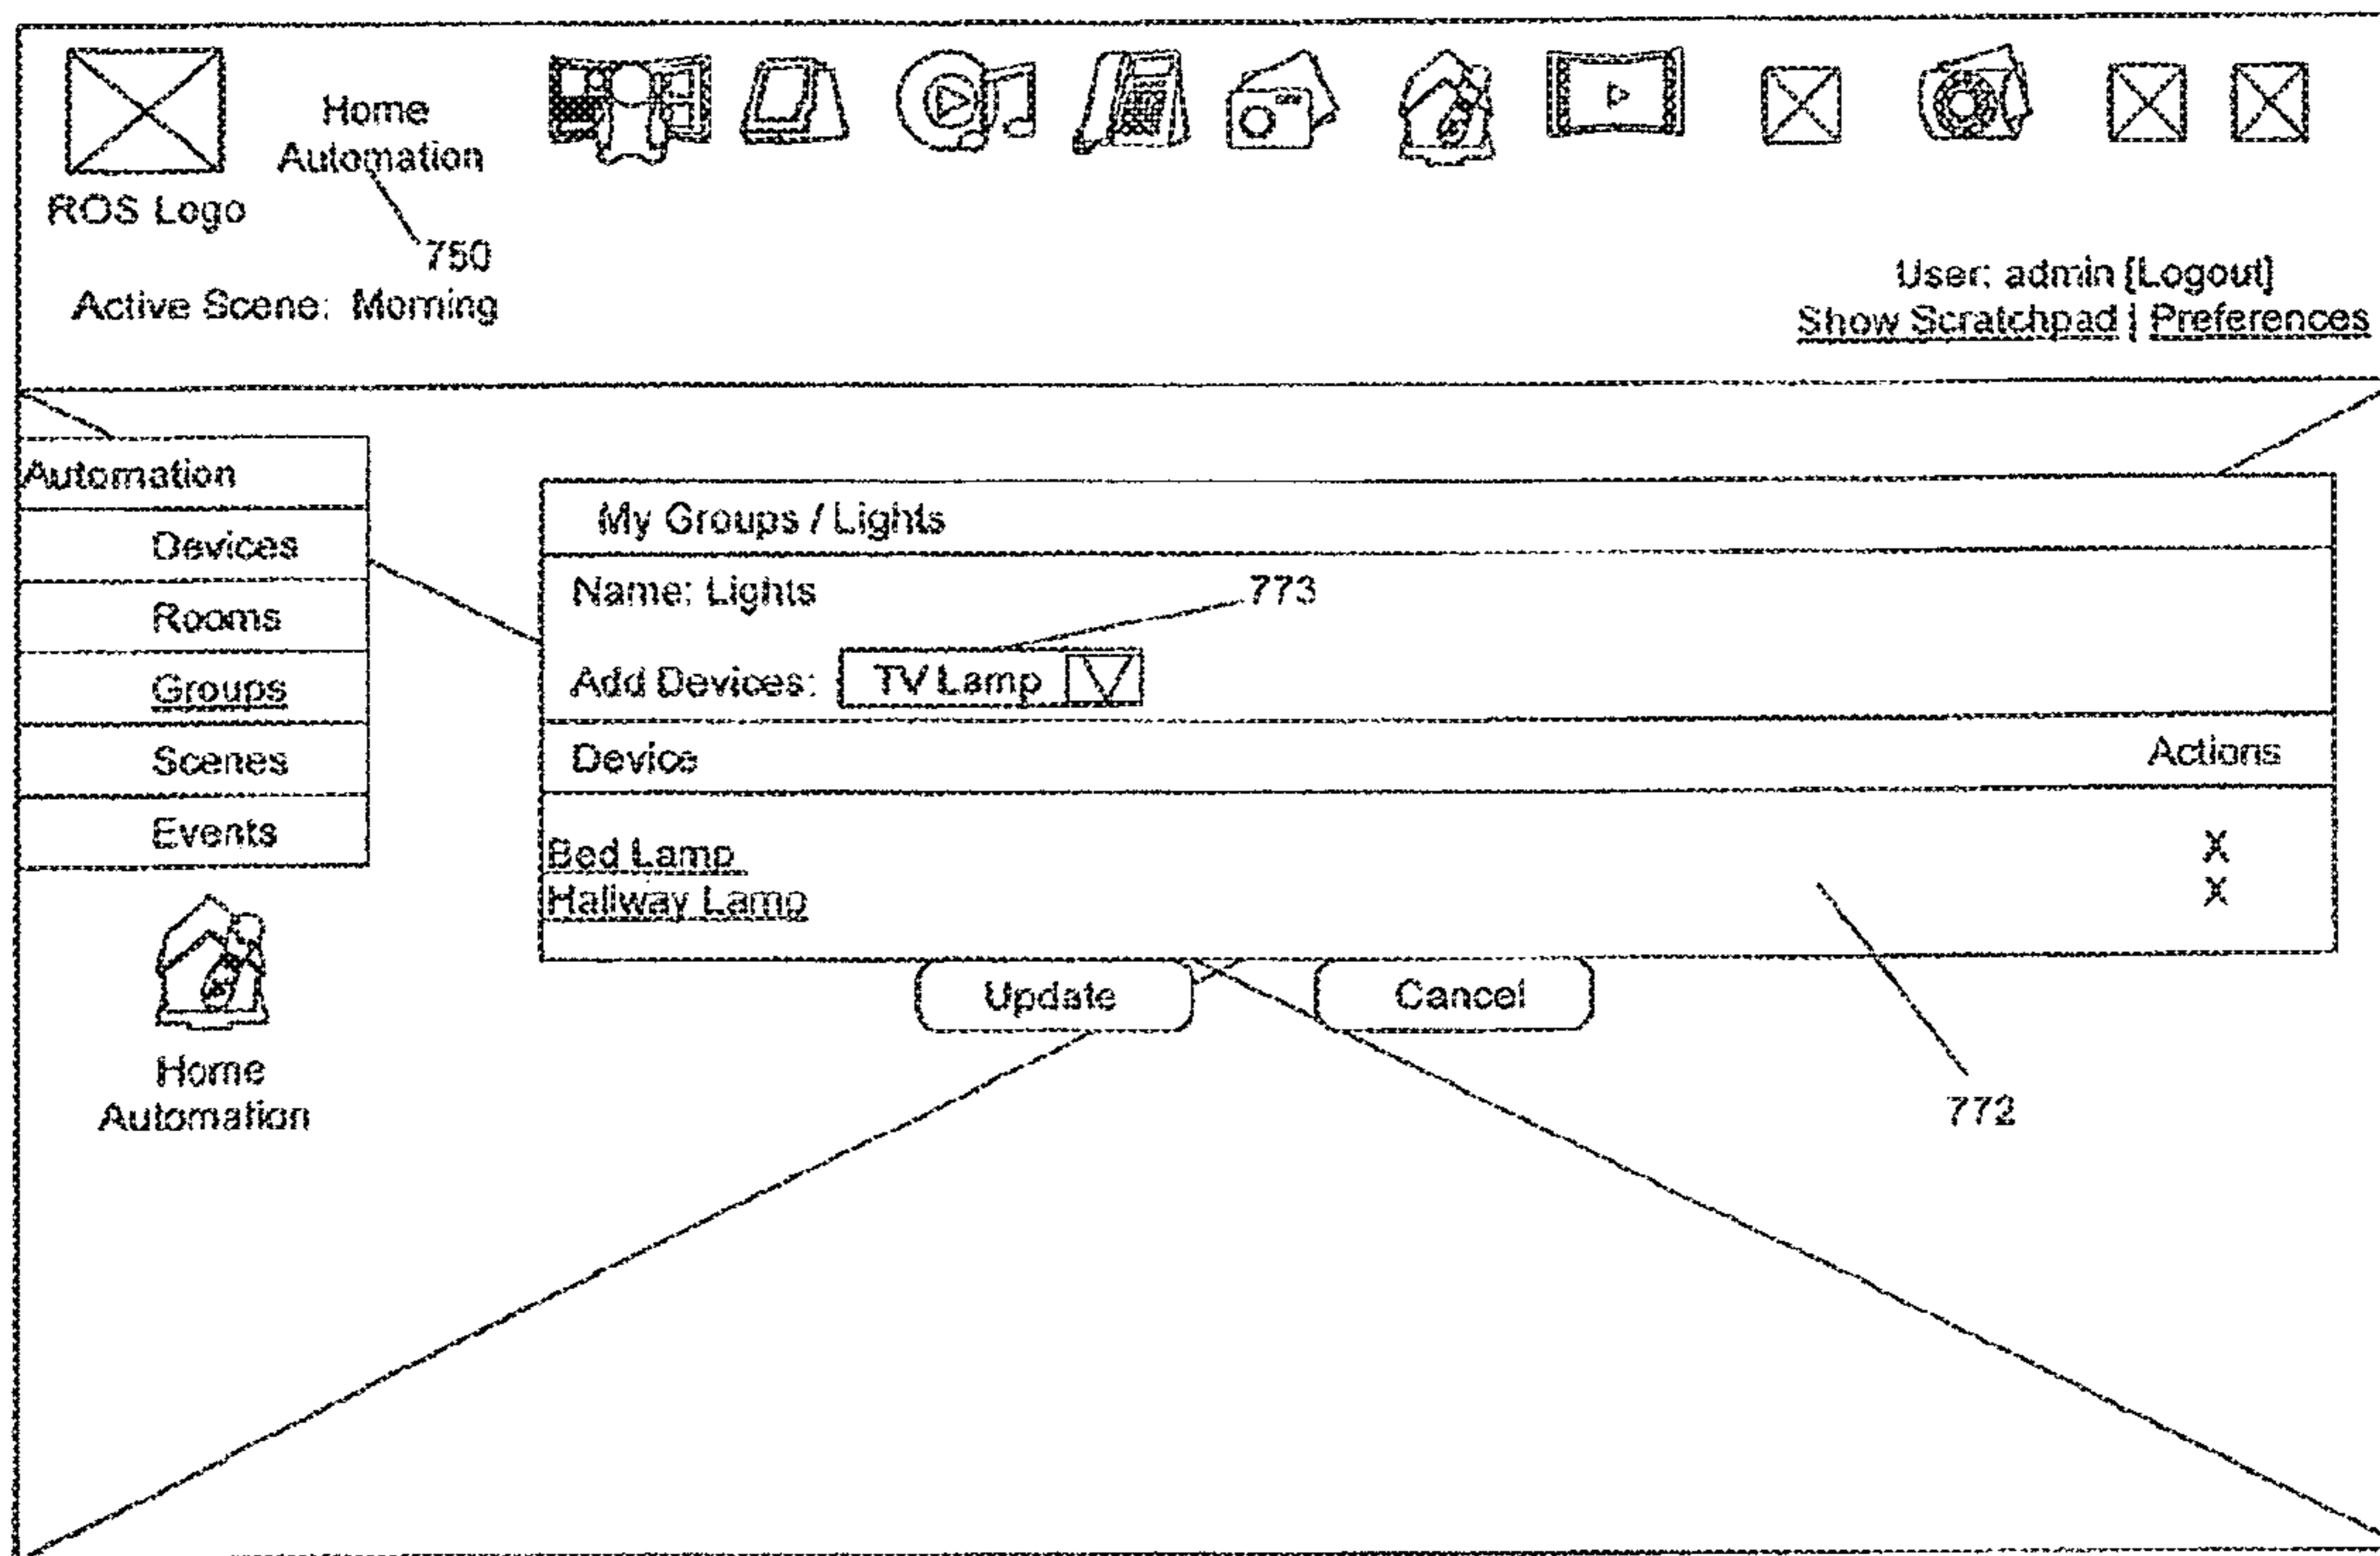 Home
Automation
ROS Logo
750
Active Scene: Morning
User: admin [Logout]
Show Scratchpad | Preferences
Automation
Devices
Rooms
Groups
Scenes
Events
Home
Automation
My Groups / Lights
Name: Lights
773
Add Devices: TV Lamp
Device Actions
Bed Lamp X
Hallway Lamp X
Update Cancel
772